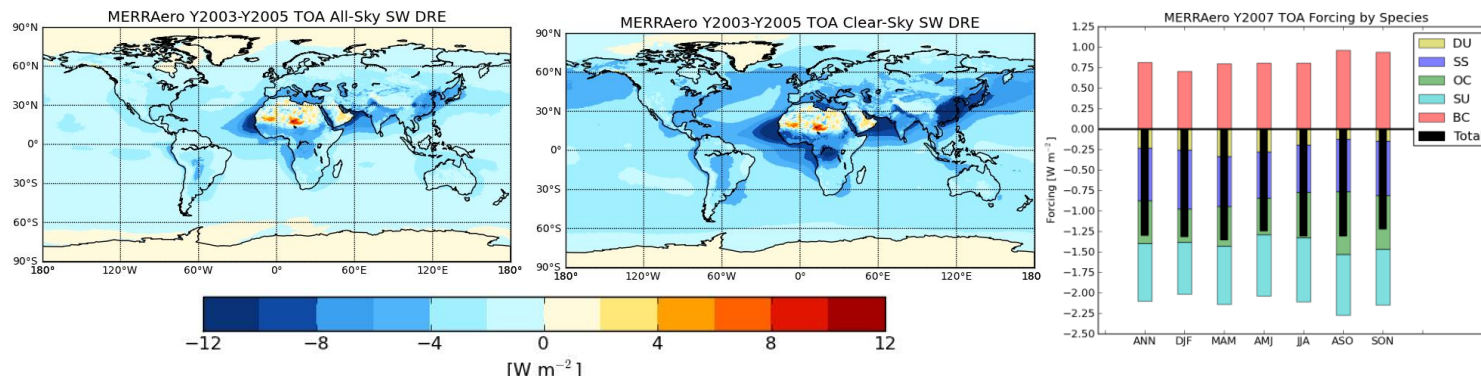 MERRAero Y2003-Y2005 TOA All-Sky SW DRE
90°N
60°N
30°N
0°
30°S
60°S
90°S
180° 120°W 60°W 0° 60°E 120°E 180°
MERRAero Y2003-Y2005 TOA Clear-Sky SW DRE
90°N
60°N
30°N
0°
30°S
60°S
90°S
180° 120°W 60°W 0° 60°E 120°E 180°
−12 −8 −4 0 4 8 12
[W m⁻²]
MERRAero Y2007 TOA Forcing by Species
Forcing [W m⁻²]
1.25
1.00
0.75
0.50
0.25
0.00
−0.25
−0.50
−0.75
−1.00
−1.25
−1.50
−1.75
−2.00
−2.25
−2.50
ANN DJF MAM AMJ JJA ASO SON
DU
SS
OC
SU
BC
Total